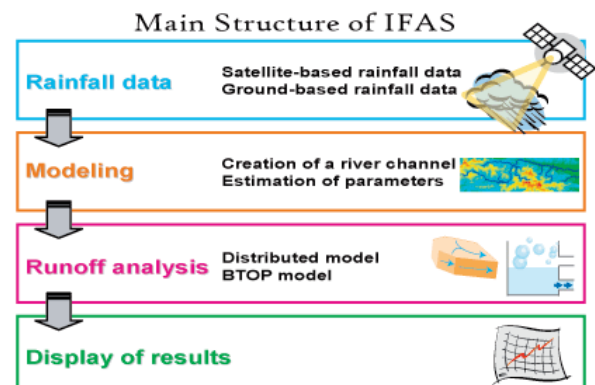 Main Structure of IFAS
Rainfall data
Satellite-based rainfall data
Ground-based rainfall data
Modeling
Creation of a river channel
Estimation of parameters
Runoff analysis
Distributed model
BTOP model
Display of results